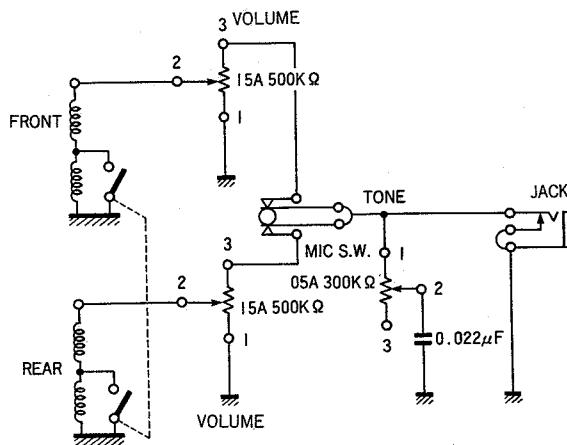 VOLUME
3
2
15A 500KΩ
FRONT
1
TONE
JACK
MIC S.W.
1
3
05A 300KΩ
2
2
15A 500KΩ
3
0.022μF
1
REAR
VOLUME